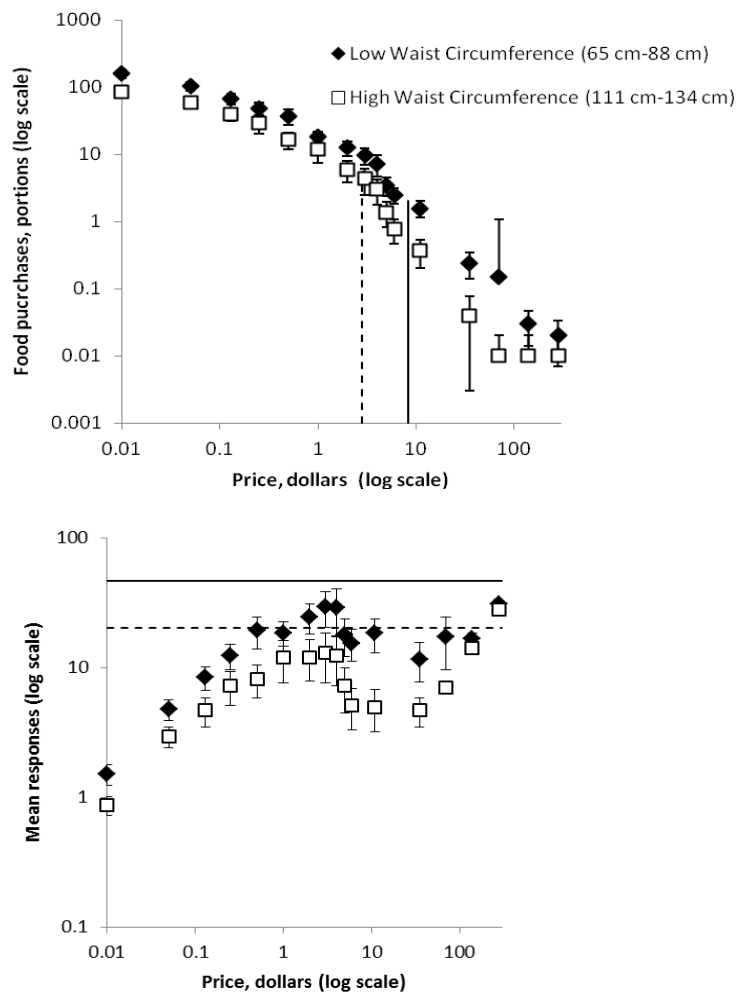 1000
Low Waist Circumference (65 cm-88 cm)
100
High Waist Circumference (111 cm-134 cm)
10
1
0.1
0.01
0.001
Food pucrchases, portions (log scale)
0.01 0.1 1 10 100
Price, dollars (log scale)
100
10
1
0.1
Mean responses (log scale)
0.01 0.1 1 10 100
Price, dollars (log scale)